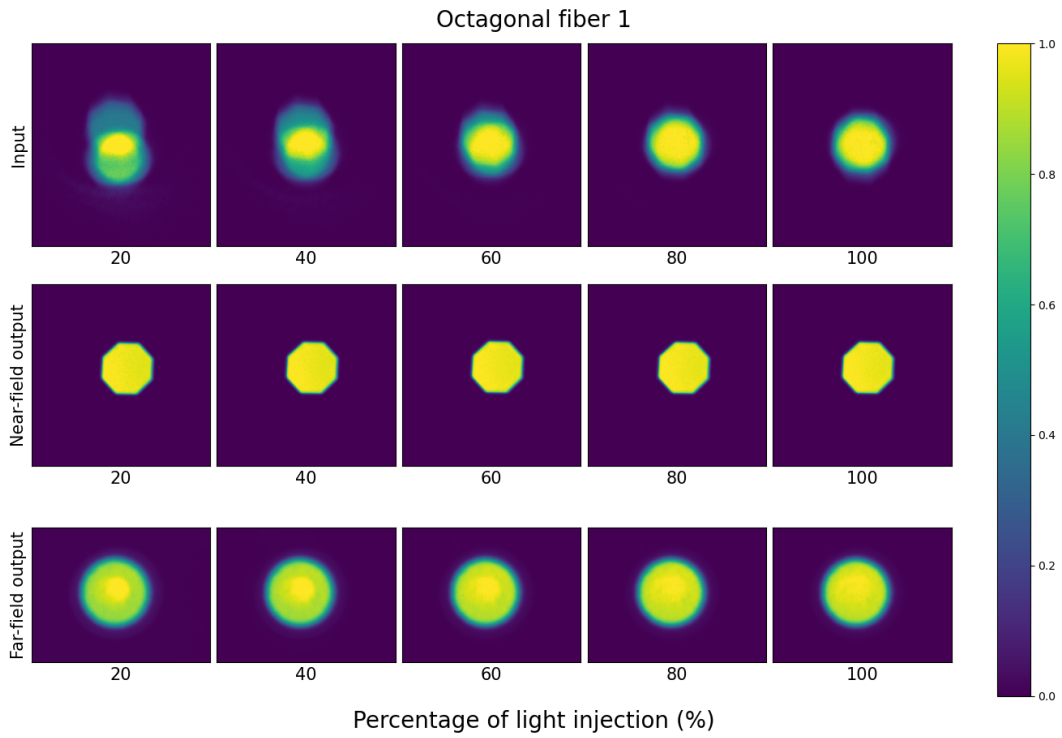 Octagonal fiber 1
Input
20 40 60 80 100
Near-field output
20 40 60 80 100
Far-field output
20 40 60 80 100
Percentage of light injection (%)
1.0
0.8
0.6
0.4
0.2
0.0